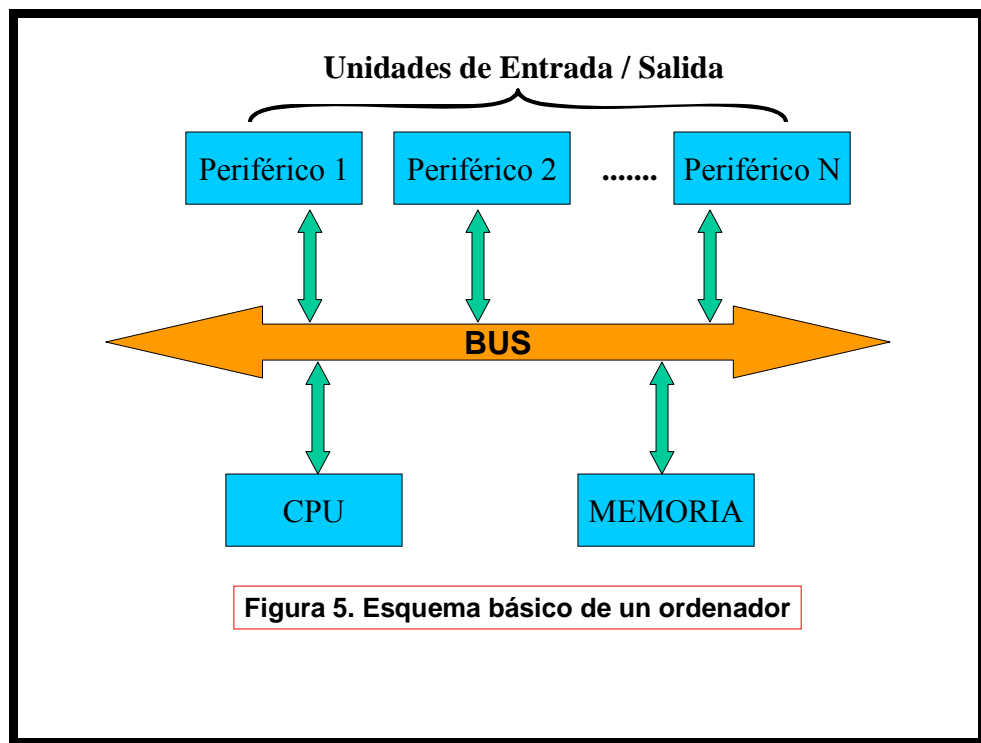 Unidades de Entrada / Salida
Periférico 1
Periférico 2
.......
Periférico N
BUS
CPU
MEMORIA
Figura 5. Esquema básico de un ordenador